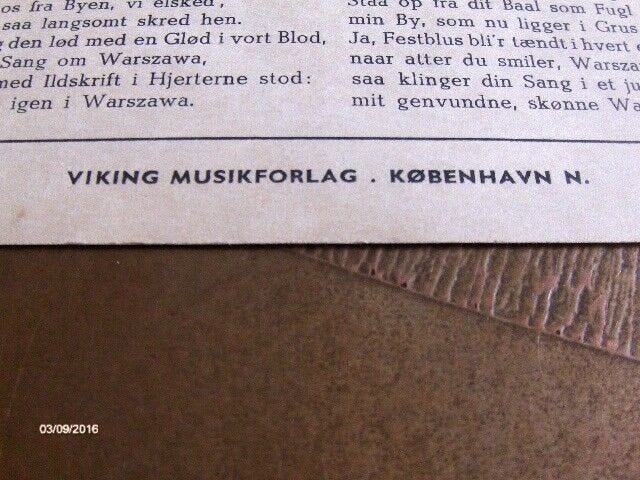 os fra Byen, vi elsked,
saa langsomt skred hen.
den lød med en Glød i vort Blod,
Sang om Warszawa,
med Ildskrift i Hjerterne stod:
igen i Warszawa.
Staa op fra dit Baal som Fugl
min By, som nu ligger i Grus
Ja, Festblus bli'r tændt i hvert
naar atter du smiler, Warsza
saa klinger din Sang i et ju
mit genvundne, skønne Wa
VIKING MUSIKFORLAG . KØBENHAVN N.
03/09/2016